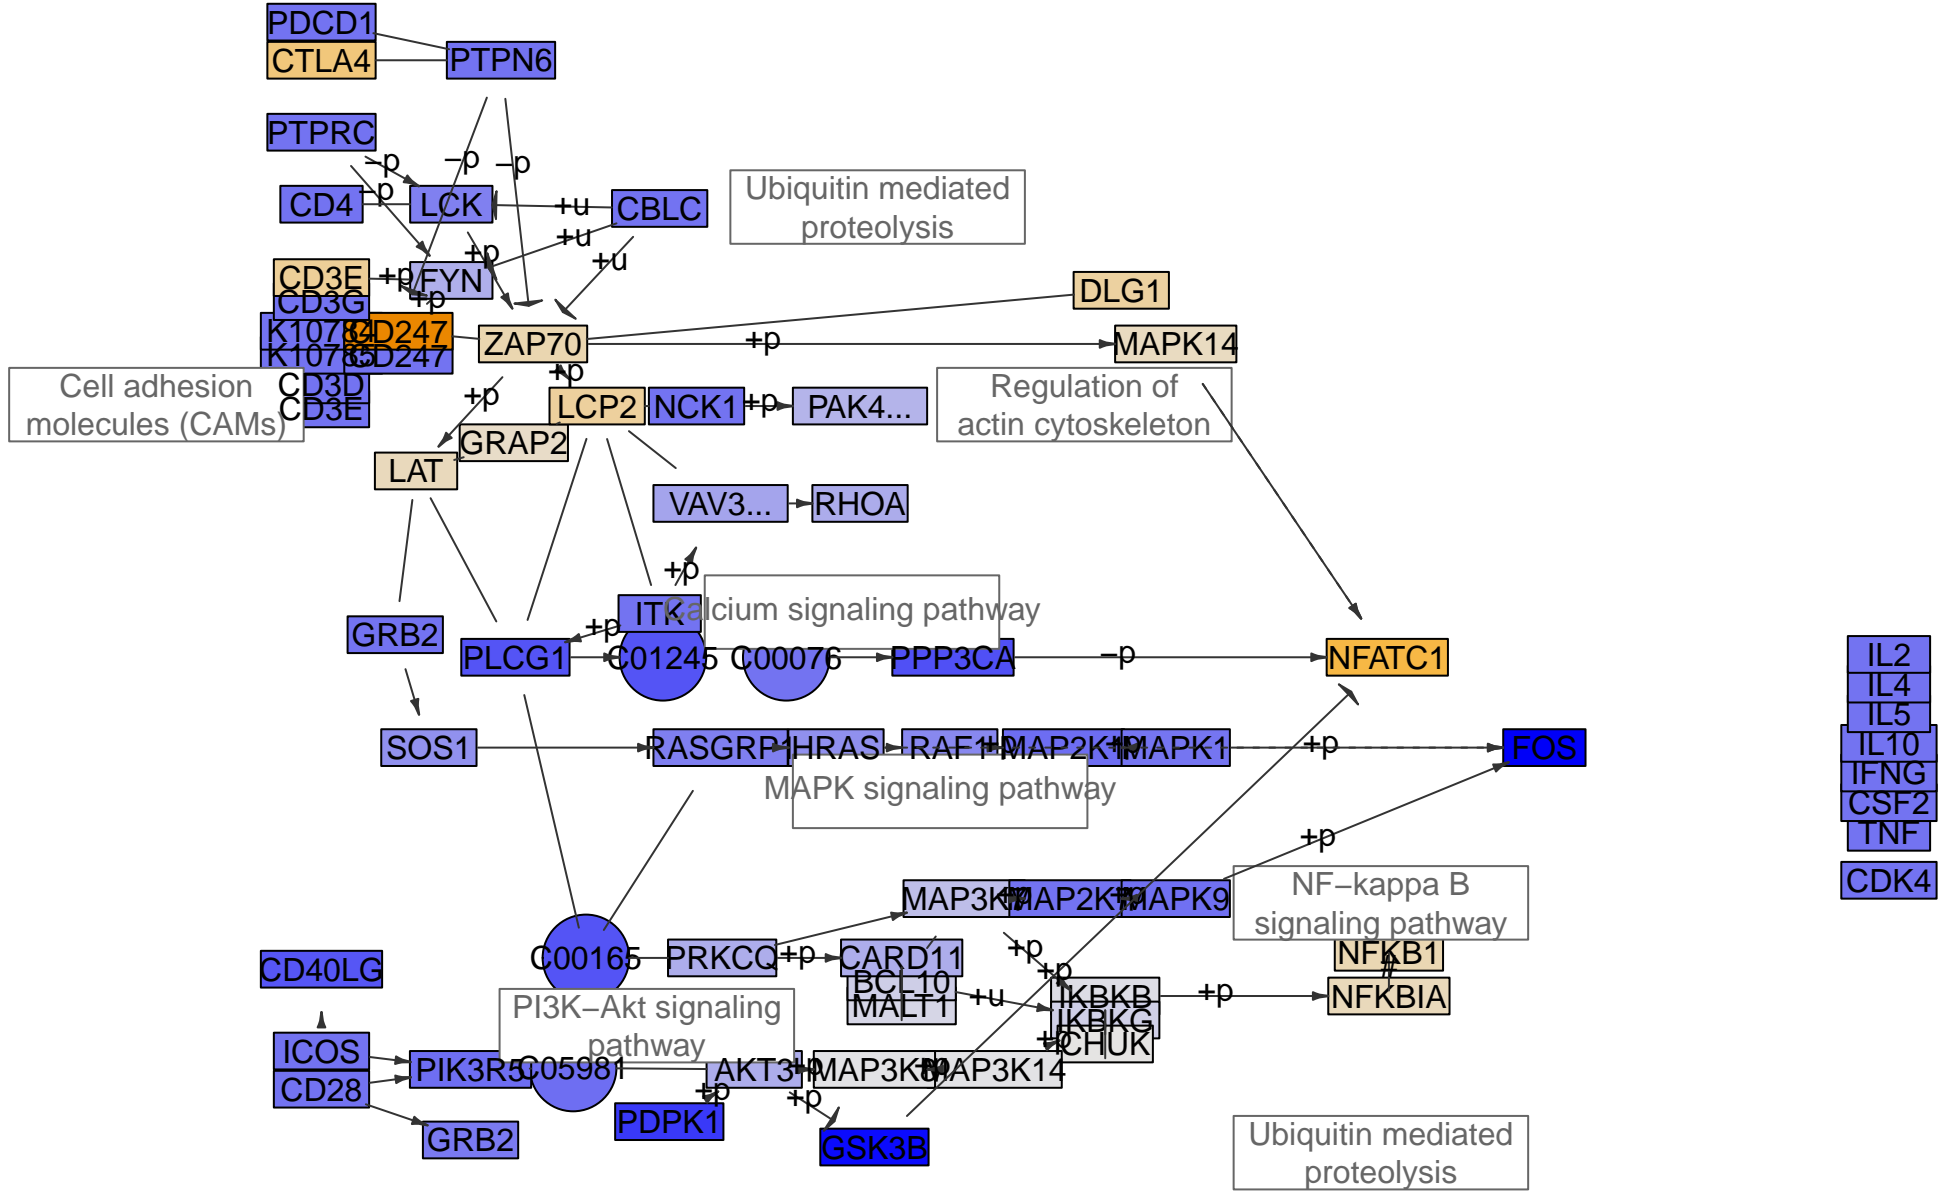 PDCD1
CTLA4
PTPN6
PTPRC
−p
−p
−p
−p
CD4
LCK
+u
CBLC
Ubiquitin mediated
proteolysis
+u
+p
+u
CD3E
+p
FYN
+p
CD3G
DLG1
K10784
CD247
ZAP70
+p
MAPK14
K10785
CD247
+p
CD3D
CD3E
Cell adhesion
molecules (CAMs)
+p
LCP2
NCK1
+p
PAK4...
Regulation of
actin cytoskeleton
GRAP2
LAT
VAV3...
RHOA
+p
ITK
Calcium signaling pathway
GRB2
+p
PLCG1
C01245
C00076
PPP3CA
−p
NFATC1
IL2
IL4
IL5
IL10
IFNG
CSF2
TNF
CDK4
SOS1
RASGRP1
HRAS
RAF1
+p
MAP2K1
+p
MAPK1
+p
FOS
MAPK signaling pathway
+p
MAP3K7
+p
MAP2K7
+p
MAPK9
NF−kappa B
signaling pathway
C00165
PRKCQ
+p
CARD11
+p
+p
NFKB1
#
CD40LG
BCL10
MALT1
+u
IKBKB
IKBKG
+p
CHUK
+p
NFKBIA
PI3K−Akt signaling
pathway
ICOS
CD28
PIK3R5
C05981
AKT3
+p
MAP3K8
+p
MAP3K14
+p
+p
PDPK1
GRB2
GSK3B
Ubiquitin mediated
proteolysis